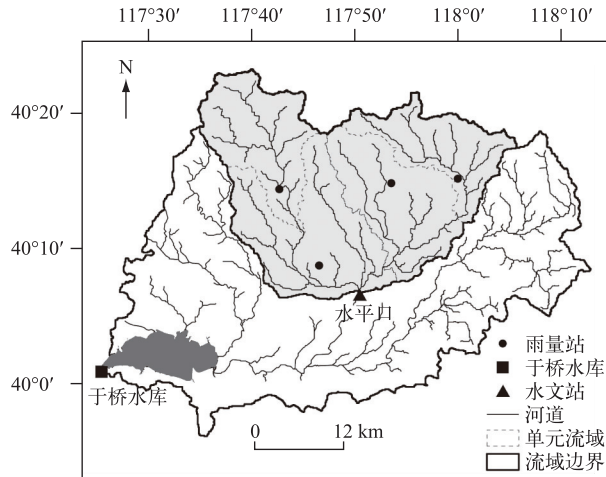 117°30′ 117°40′ 117°50′ 118°0′ 118°10′
N
40°20′
40°10′
水平口
雨量站
于桥水库
水文站
河道
单元流域
流域边界
40°0′
于桥水库
0 12 km